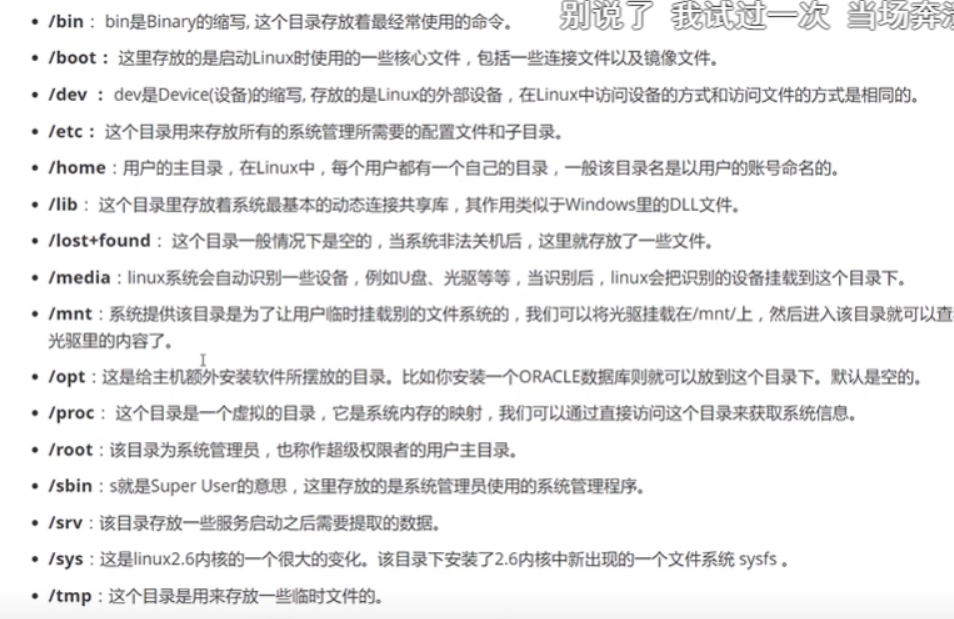 别说了 我试过一次 当场奔
• /bin： bin是Binary的缩写, 这个目录存放着最经常使用的命令。
• /boot： 这里存放的是启动Linux时使用的一些核心文件，包括一些连接文件以及镜像文件。
• /dev ： dev是Device(设备)的缩写, 存放的是Linux的外部设备，在Linux中访问设备的方式和访问文件的方式是相同的。
• /etc： 这个目录用来存放所有的系统管理所需要的配置文件和子目录。
• /home：用户的主目录，在Linux中，每个用户都有一个自己的目录，一般该目录名是以用户的账号命名的。
• /lib： 这个目录里存放着系统最基本的动态连接共享库，其作用类似于Windows里的DLL文件。
• /lost+found： 这个目录一般情况下是空的，当系统非法关机后，这里就存放了一些文件。
• /media：linux系统会自动识别一些设备，例如U盘、光驱等等，当识别后，linux会把识别的设备挂载到这个目录下。
• /mnt：系统提供该目录是为了让用户临时挂载别的文件系统的，我们可以将光驱挂载在/mnt/上，然后进入该目录就可以直
光驱里的内容了。
• /opt：这是给主机额外安装软件所摆放的目录。比如你安装一个ORACLE数据库则就可以放到这个目录下。默认是空的。
• /proc： 这个目录是一个虚拟的目录，它是系统内存的映射，我们可以通过直接访问这个目录来获取系统信息。
• /root：该目录为系统管理员，也称作超级权限者的用户主目录。
• /sbin：s就是Super User的意思，这里存放的是系统管理员使用的系统管理程序。
• /srv：该目录存放一些服务启动之后需要提取的数据。
• /sys：这是linux2.6内核的一个很大的变化。该目录下安装了2.6内核中新出现的一个文件系统 sysfs 。
• /tmp：这个目录是用来存放一些临时文件的。